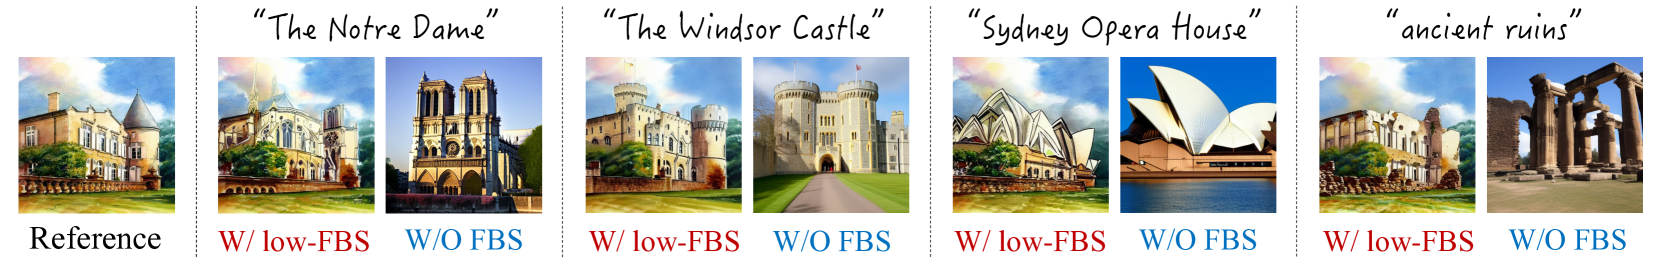 “The Notre Dame”
“The Windsor Castle”
“Sydney Opera House”
“ancient ruins”
Reference
W/ low-FBS
W/O FBS
W/ low-FBS
W/O FBS
W/ low-FBS
W/O FBS
W/ low-FBS
W/O FBS